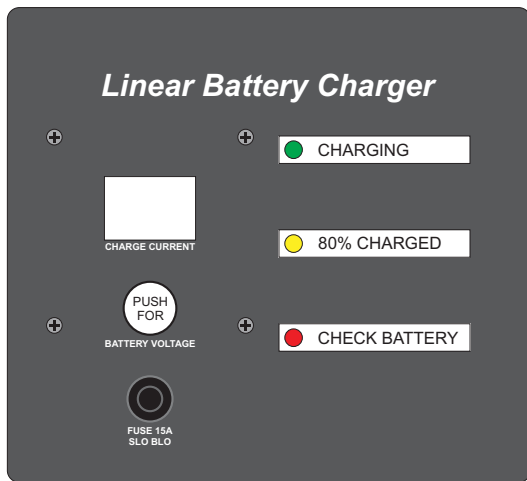 Linear Battery Charger
CHARGING
CHARGE CURRENT
80% CHARGED
PUSH
FOR
BATTERY VOLTAGE
CHECK BATTERY
FUSE 15A
SLO BLO